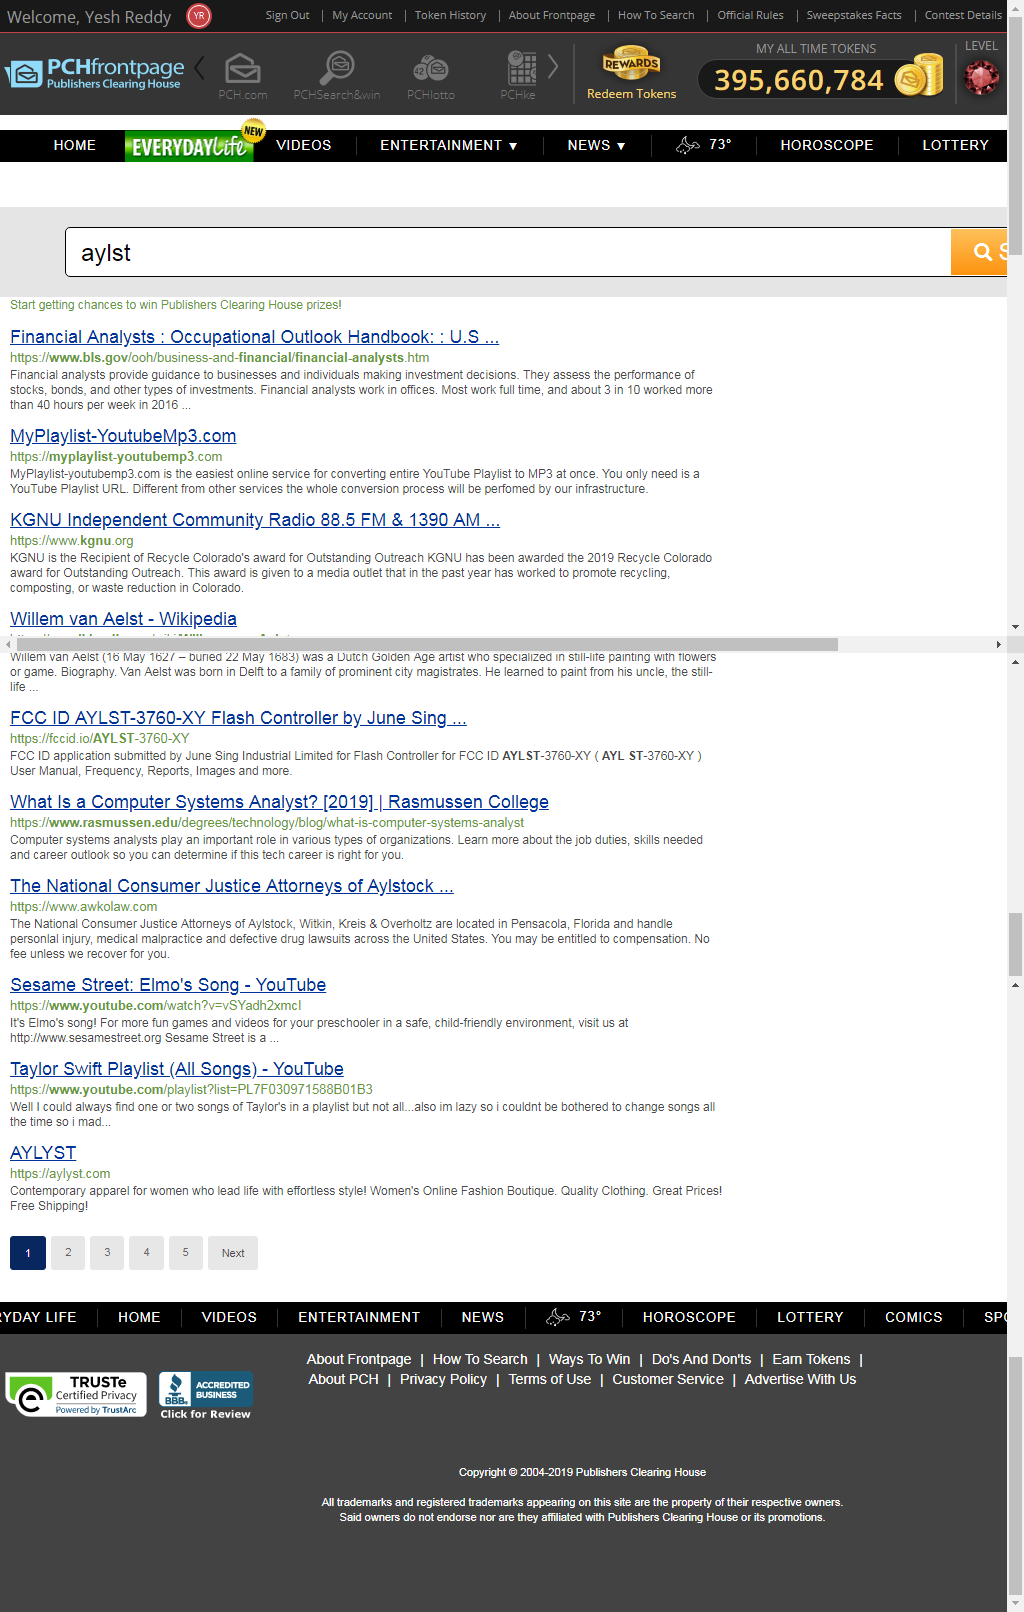 Welcome, Yesh Reddy YR Sign Out | My Account | Token History | About Frontpage | How To Search | Official Rules | Sweepstakes Facts | Contest Details
PCHfrontpage
Publishers Clearing House
PCH.com PCHSearch&win PCHlotto PCHke
REWARDS
Redeem Tokens
MY ALL TIME TOKENS
395,660,784
LEVEL
HOME EVERYDAY Life NEW VIDEOS ENTERTAINMENT ▼ NEWS ▼ 73° HOROSCOPE LOTTERY
aylst S
Start getting chances to win Publishers Clearing House prizes!
Financial Analysts : Occupational Outlook Handbook: : U.S ...
https://www.bls.gov/ooh/business-and-financial/financial-analysts.htm
Financial analysts provide guidance to businesses and individuals making investment decisions. They assess the performance of
stocks, bonds, and other types of investments. Financial analysts work in offices. Most work full time, and about 3 in 10 worked more
than 40 hours per week in 2016 ...
MyPlaylist-YoutubeMp3.com
https://myplaylist-youtubemp3.com
MyPlaylist-youtubemp3.com is the easiest online service for converting entire YouTube Playlist to MP3 at once. You only need is a
YouTube Playlist URL. Different from other services the whole conversion process will be perfomed by our infrastructure.
KGNU Independent Community Radio 88.5 FM & 1390 AM ...
https://www.kgnu.org
KGNU is the Recipient of Recycle Colorado's award for Outstanding Outreach KGNU has been awarded the 2019 Recycle Colorado
award for Outstanding Outreach. This award is given to a media outlet that in the past year has worked to promote recycling,
composting, or waste reduction in Colorado.
Willem van Aelst - Wikipedia
Willem van Aelst (16 May 1627 – buried 22 May 1683) was a Dutch Golden Age artist who specialized in still-life painting with flowers
or game. Biography. Van Aelst was born in Delft to a family of prominent city magistrates. He learned to paint from his uncle, the still-
life ...
FCC ID AYLST-3760-XY Flash Controller by June Sing ...
https://fccid.io/AYLST-3760-XY
FCC ID application submitted by June Sing Industrial Limited for Flash Controller for FCC ID AYLST-3760-XY ( AYL ST-3760-XY )
User Manual, Frequency, Reports, Images and more.
What Is a Computer Systems Analyst? [2019] | Rasmussen College
https://www.rasmussen.edu/degrees/technology/blog/what-is-computer-systems-analyst
Computer systems analysts play an important role in various types of organizations. Learn more about the job duties, skills needed
and career outlook so you can determine if this tech career is right for you.
The National Consumer Justice Attorneys of Aylstock ...
https://www.awkolaw.com
The National Consumer Justice Attorneys of Aylstock, Witkin, Kreis & Overholtz are located in Pensacola, Florida and handle
personlal injury, medical malpractice and defective drug lawsuits across the United States. You may be entitled to compensation. No
fee unless we recover for you.
Sesame Street: Elmo's Song - YouTube
https://www.youtube.com/watch?v=vSYadh2xmcI
It's Elmo's song! For more fun games and videos for your preschooler in a safe, child-friendly environment, visit us at
http://www.sesamestreet.org Sesame Street is a ...
Taylor Swift Playlist (All Songs) - YouTube
https://www.youtube.com/playlist?list=PL7F030971588B01B3
Well I could always find one or two songs of Taylor's in a playlist but not all...also im lazy so i couldnt be bothered to change songs all
the time so i mad...
AYLYST
https://aylyst.com
Contemporary apparel for women who lead life with effortless style! Women's Online Fashion Boutique. Quality Clothing. Great Prices!
Free Shipping!
1 2 3 4 5 Next
RYDAY LIFE HOME VIDEOS ENTERTAINMENT NEWS 73° HOROSCOPE LOTTERY COMICS SPO
About Frontpage | How To Search | Ways To Win | Do's And Don'ts | Earn Tokens |
About PCH | Privacy Policy | Terms of Use | Customer Service | Advertise With Us
TRUSTe
Certified Privacy
Powered by TrustArc
BBB
ACCREDITED
BUSINESS
Click for Review
Copyright © 2004-2019 Publishers Clearing House
All trademarks and registered trademarks appearing on this site are the property of their respective owners.
Said owners do not endorse nor are they affiliated with Publishers Clearing House or its promotions.